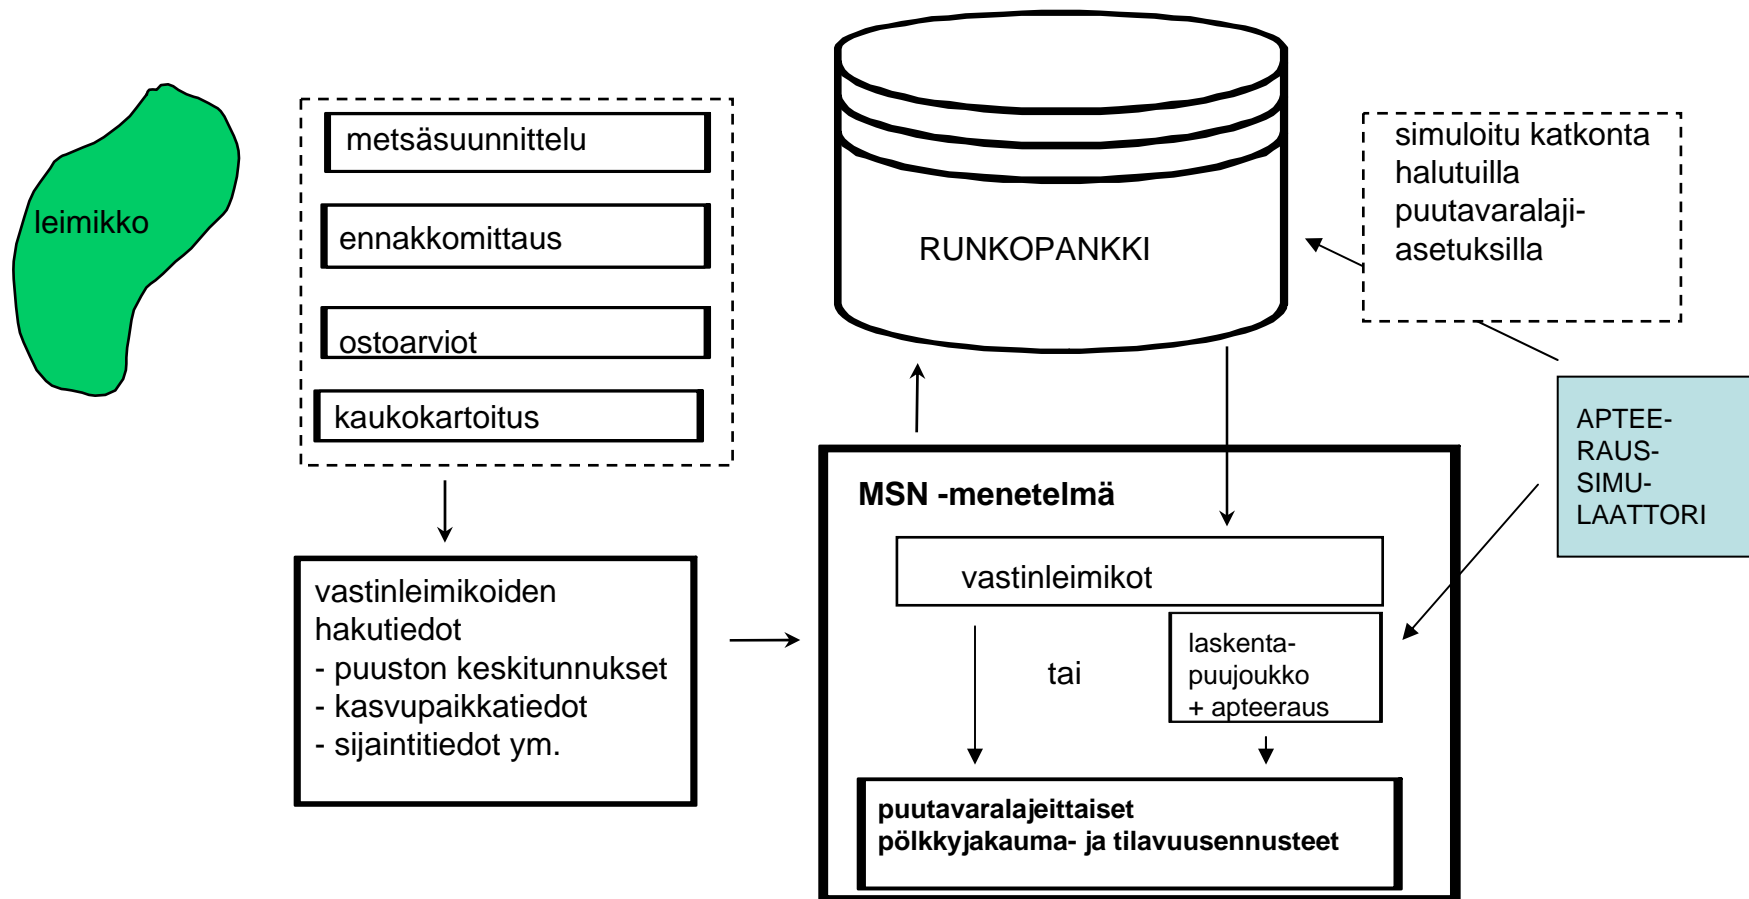 leimikko
metsäsuunnittelu
ennakkomittaus
ostoarviot
kaukokartoitus
vastinleimikoiden
hakutiedot
- puuston keskitunnukset
- kasvupaikkatiedot
- sijaintitiedot ym.
RUNKOPANKKI
simuloitu katkonta
halutuilla
puutavaralaji-
asetuksilla
APTEE-
RAUS-
SIMU-
LAATTORI
MSN -menetelmä
vastinleimikot
tai
laskenta-
puujoukko
+ apteeraus
puutavaralajeittaiset
pölkkyjakauma- ja tilavuusennusteet